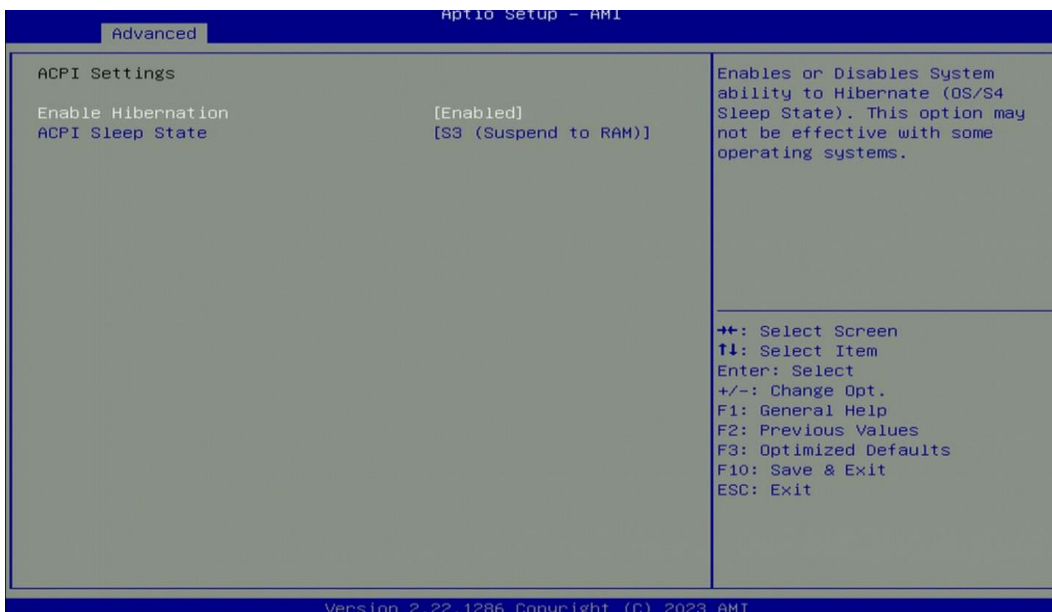 Aptio Setup – AMI
Advanced
ACPI Settings
Enable Hibernation [Enabled]
ACPI Sleep State [S3 (Suspend to RAM)]
Enables or Disables System
ability to Hibernate (OS/S4
Sleep State). This option may
not be effective with some
operating systems.
→←: Select Screen
↑↓: Select Item
Enter: Select
+/-: Change Opt.
F1: General Help
F2: Previous Values
F3: Optimized Defaults
F10: Save & Exit
ESC: Exit
Version 2.22.1286 Copyright (C) 2023 AMI